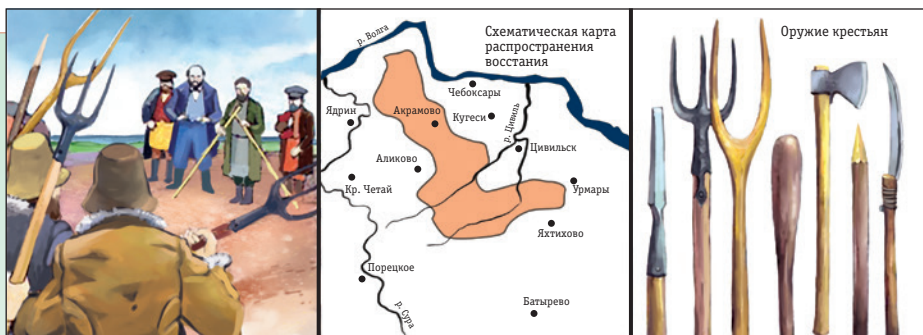 Схематическая карта
распространения
восстания
р. Волга
Чебоксары
Ядрин
Акрамово
Кугеси
р. Цивиль
Цивильск
Аликово
Кр. Четай
Урмары
Яхтихово
Порецкое
р. Сура
Батырево
Оружие крестьян